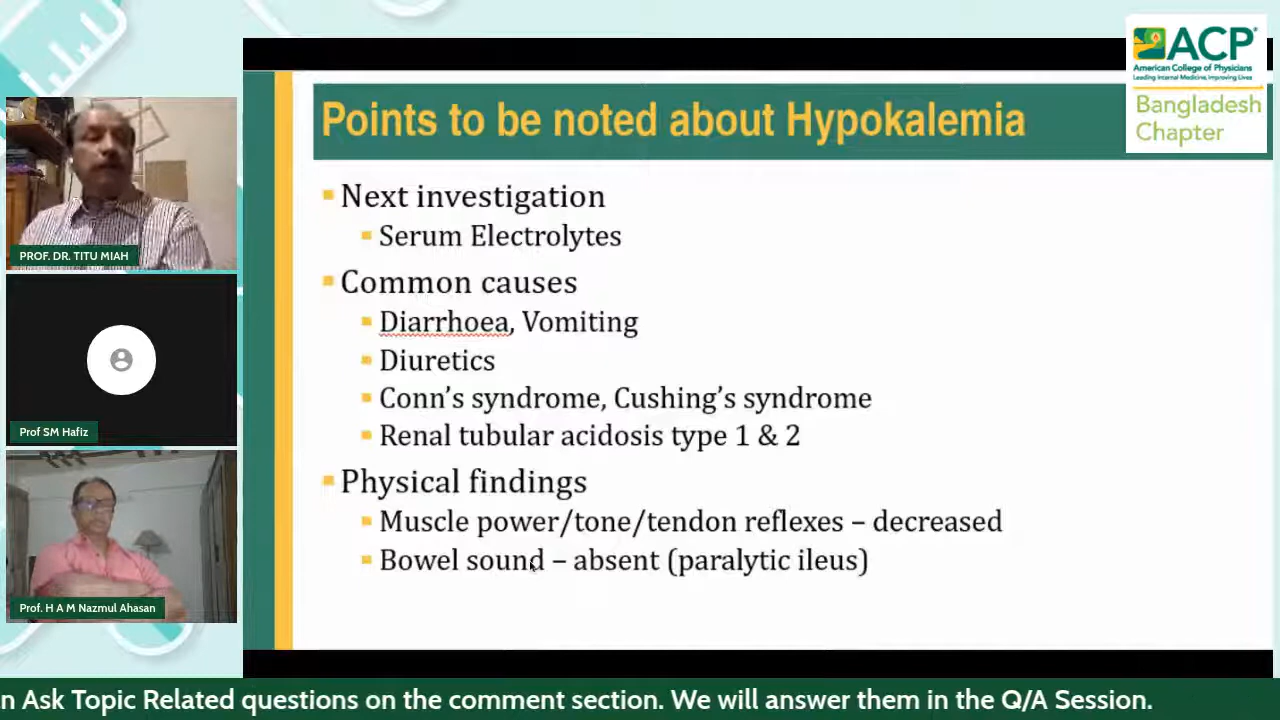 ACP
American College of Physicians
Leading Internal Medicine, Improving Lives
Bangladesh
Chapter
Points to be noted about Hypokalemia
Next investigation
Serum Electrolytes
Common causes
Diarrhoea, Vomiting
Diuretics
Conn's syndrome, Cushing's syndrome
Renal tubular acidosis type 1 & 2
Physical findings
Muscle power/tone/tendon reflexes – decreased
Bowel sound – absent (paralytic ileus)
PROF. DR. TITU MIAH
Prof SM Hafiz
Prof. H A M Nazmul Ahasan
n Ask Topic Related questions on the comment section. We will answer them in the Q/A Session.